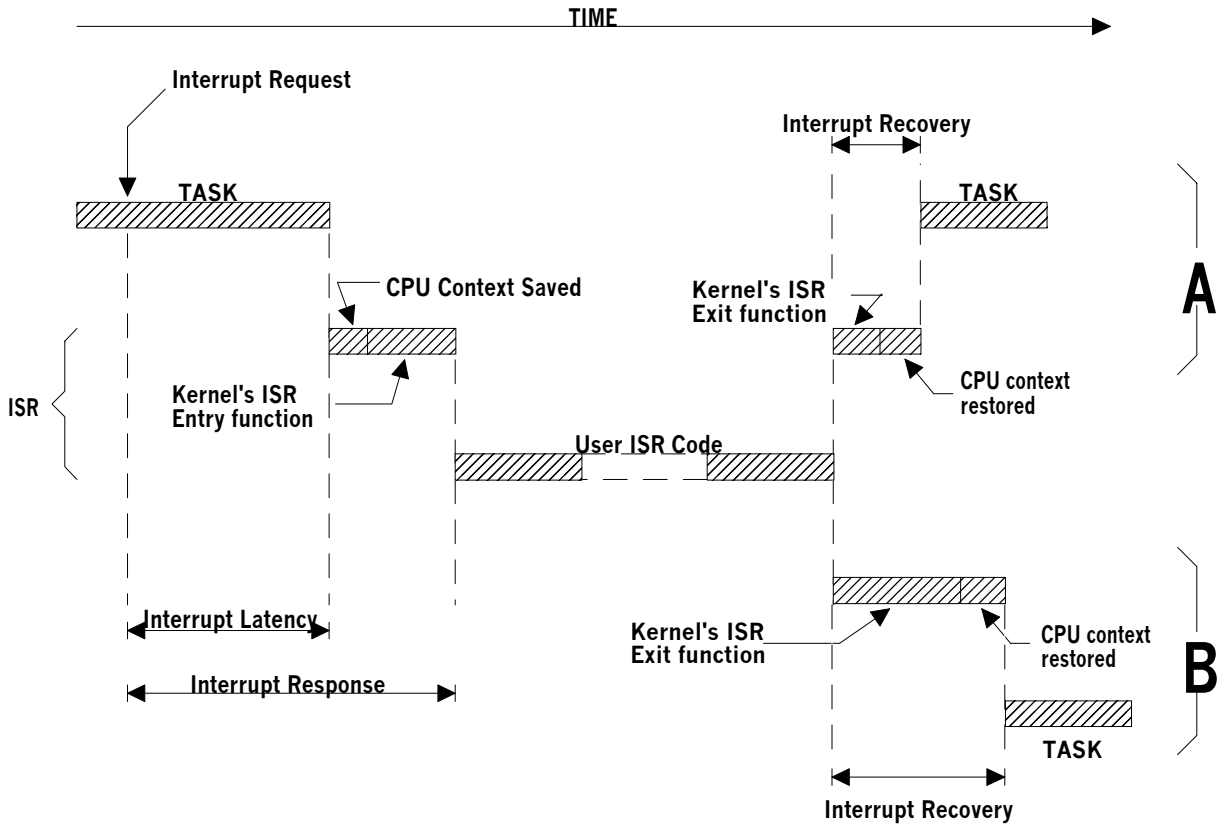 TIME
Interrupt Request
Interrupt Recovery
TASK
TASK
CPU Context Saved
Kernel's ISR
Exit function
A
Kernel's ISR
Entry function
CPU context
restored
ISR
User ISR Code
Interrupt Latency
Kernel's ISR
Exit function
CPU context
restored
B
Interrupt Response
TASK
Interrupt Recovery